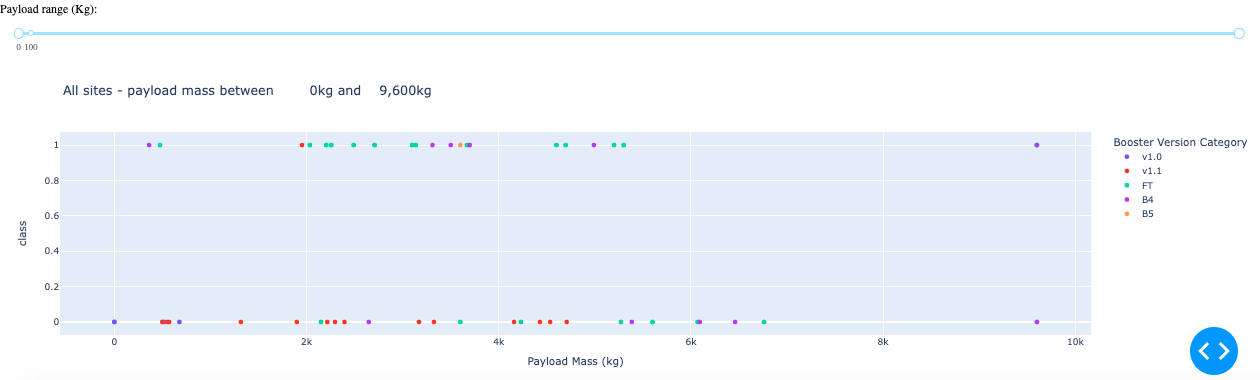 Payload range (Kg):
0 100
All sites - payload mass between 0kg and 9,600kg
Booster Version Category
v1.0
v1.1
FT
B4
B5
class
1
0.8
0.6
0.4
0.2
0
0 2k 4k 6k 8k 10k
Payload Mass (kg)